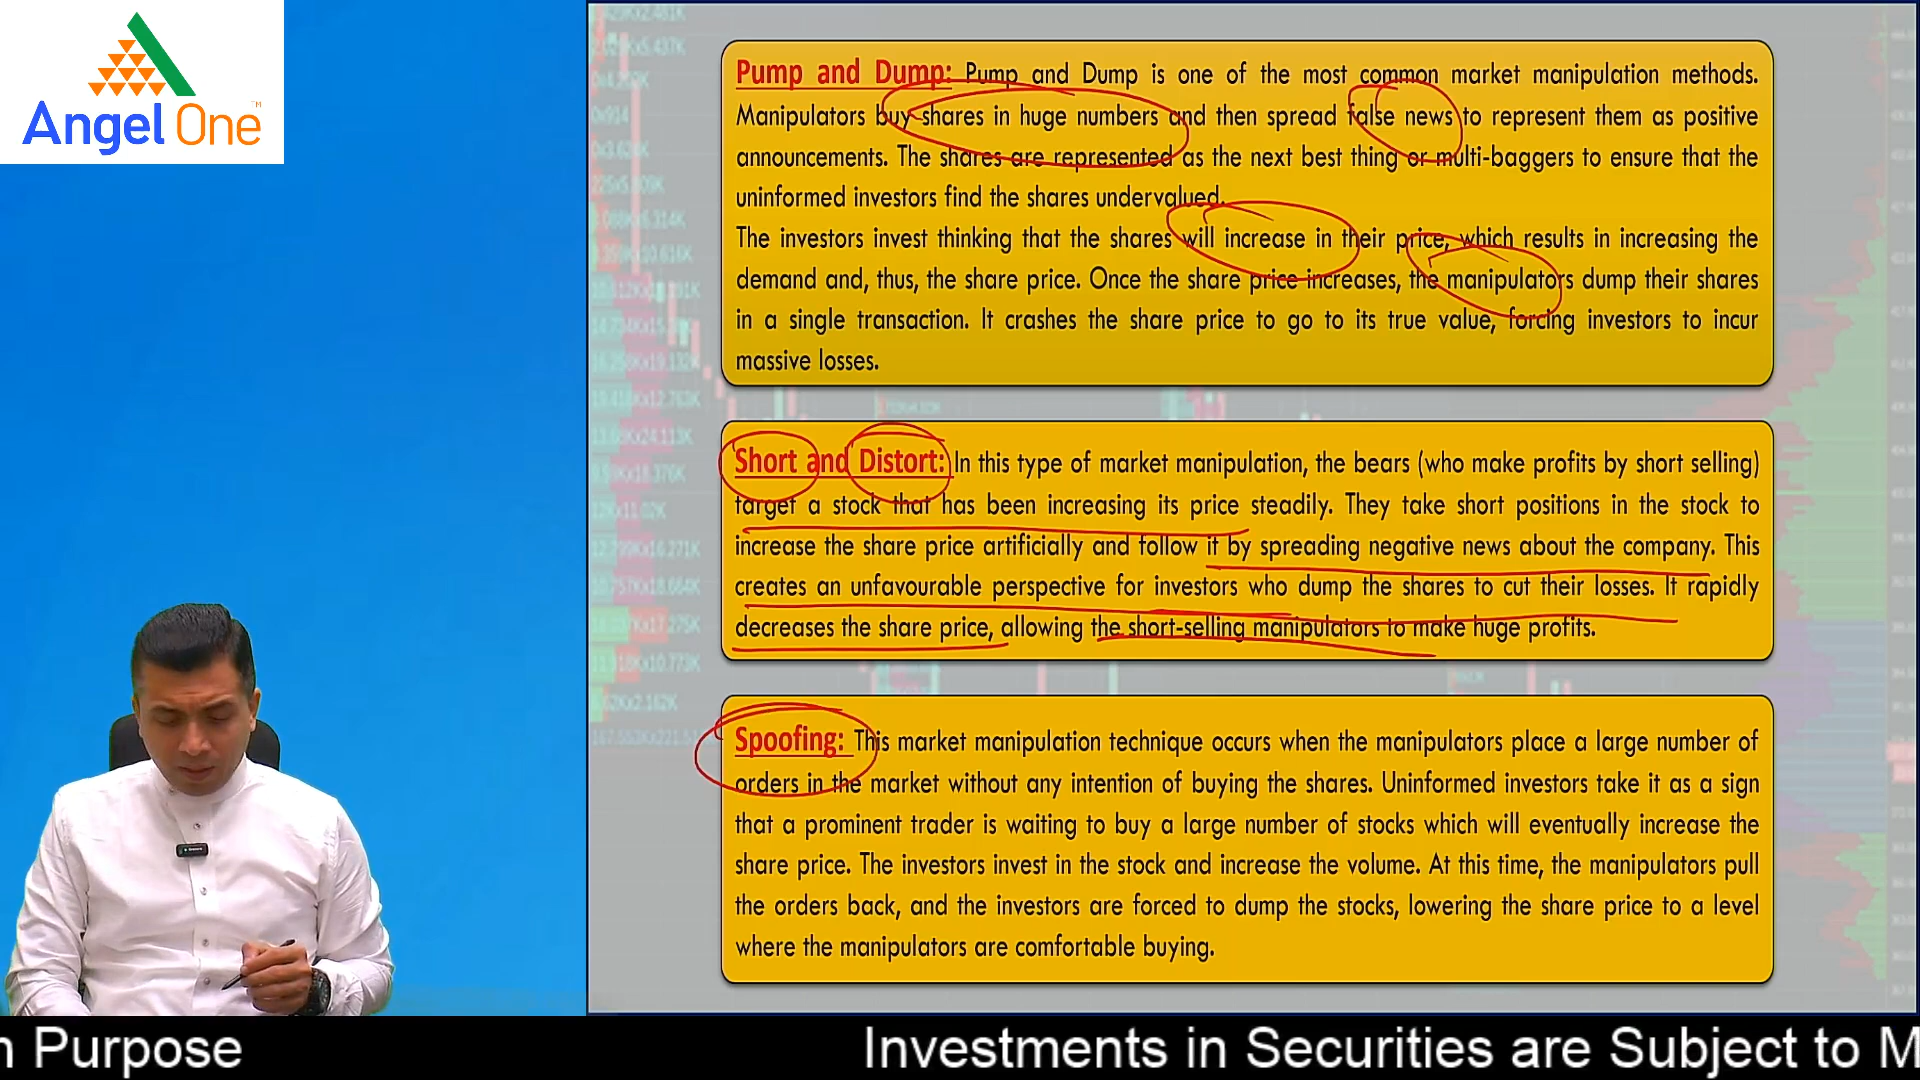 Angel One™
Pump and Dump: Pump and Dump is one of the most common market manipulation methods.
Manipulators buy shares in huge numbers and then spread false news to represent them as positive
announcements. The shares are represented as the next best thing or multi-baggers to ensure that the
uninformed investors find the shares undervalued.
The investors invest thinking that the shares will increase in their price, which results in increasing the
demand and, thus, the share price. Once the share price increases, the manipulators dump their shares
in a single transaction. It crashes the share price to go to its true value, forcing investors to incur
massive losses.
Short and Distort: In this type of market manipulation, the bears (who make profits by short selling)
target a stock that has been increasing its price steadily. They take short positions in the stock to
increase the share price artificially and follow it by spreading negative news about the company. This
creates an unfavourable perspective for investors who dump the shares to cut their losses. It rapidly
decreases the share price, allowing the short-selling manipulators to make huge profits.
Spoofing: This market manipulation technique occurs when the manipulators place a large number of
orders in the market without any intention of buying the shares. Uninformed investors take it as a sign
that a prominent trader is waiting to buy a large number of stocks which will eventually increase the
share price. The investors invest in the stock and increase the volume. At this time, the manipulators pull
the orders back, and the investors are forced to dump the stocks, lowering the share price to a level
where the manipulators are comfortable buying.
n Purpose Investments in Securities are Subject to M